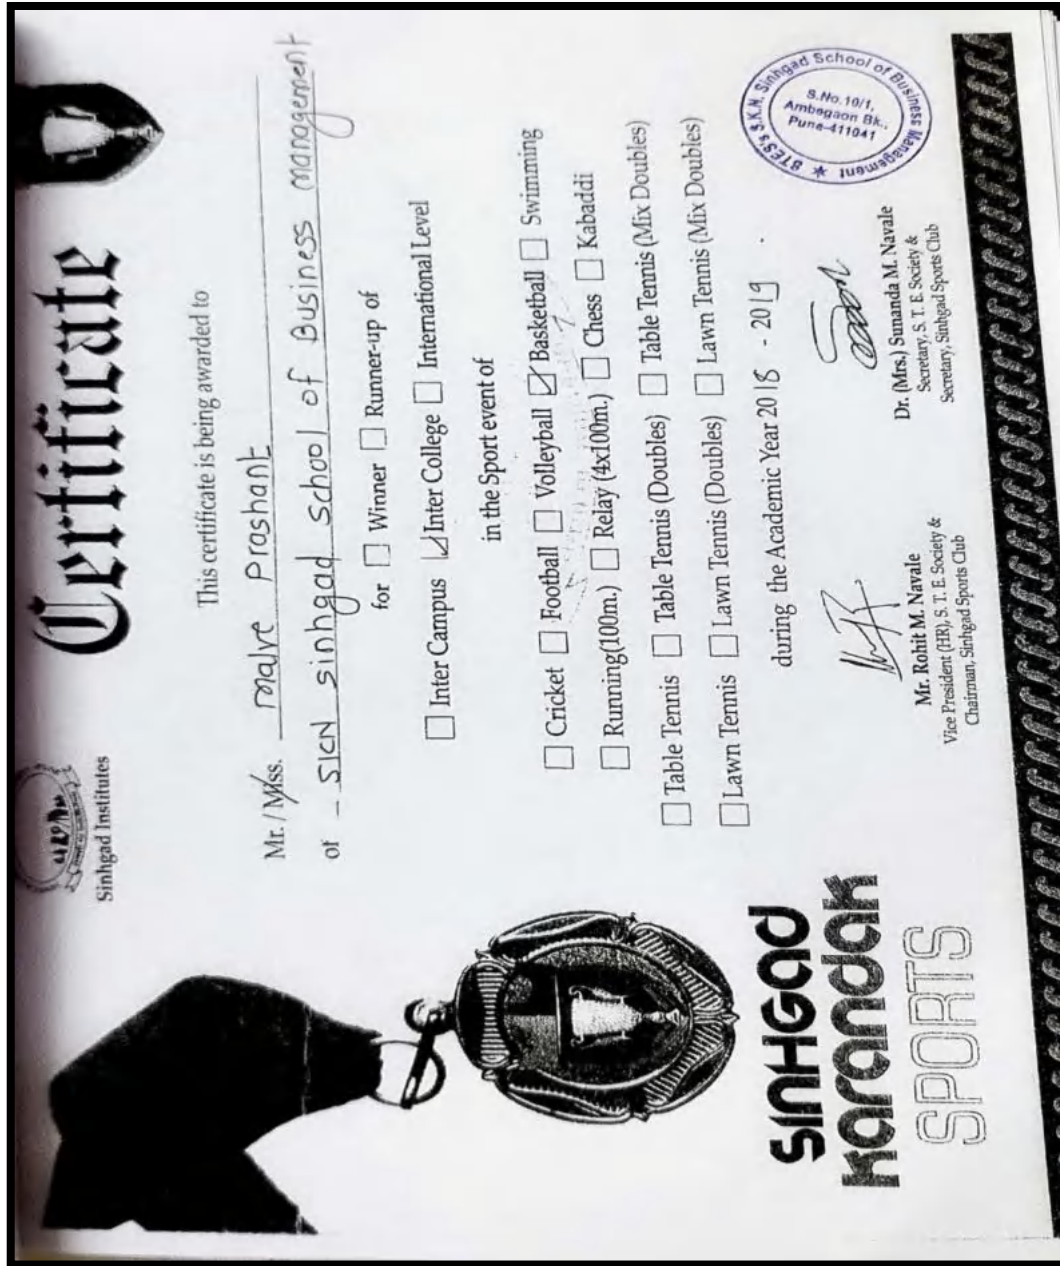 Sinhgad Institutes
Certificate
This certificate is being awarded to
Mr. / Miss. Malve Prashant
of SKN Sinhgad School of Business Management
for ☐ Winner ☐ Runner-up of
☐ Inter Campus ☑ Inter College ☐ International Level
in the Sport event of
☐ Cricket ☐ Football ☐ Volleyball ☑ Basketball ☐ Swimming
☐ Running(100m.) ☐ Relay (4x100m.) ☐ Chess ☐ Kabaddi
☐ Table Tennis ☐ Table Tennis (Doubles) ☐ Table Tennis (Mix Doubles)
☐ Lawn Tennis ☐ Lawn Tennis (Doubles) ☐ Lawn Tennis (Mix Doubles)
during the Academic Year 2018 - 2019
SINHGAD
KARANDAK
SPORTS
Mr. Rohit M. Navale
Vice President (HR), S. T. E. Society &
Chairman, Sinhgad Sports Club
Dr. (Mrs.) Sunanda M. Navale
Secretary, S. T. E. Society &
Secretary, Sinhgad Sports Club
STES's S.K.N. Sinhgad School of Business Management
S.No.10/1,
Ambegaon Bk.,
Pune-411041